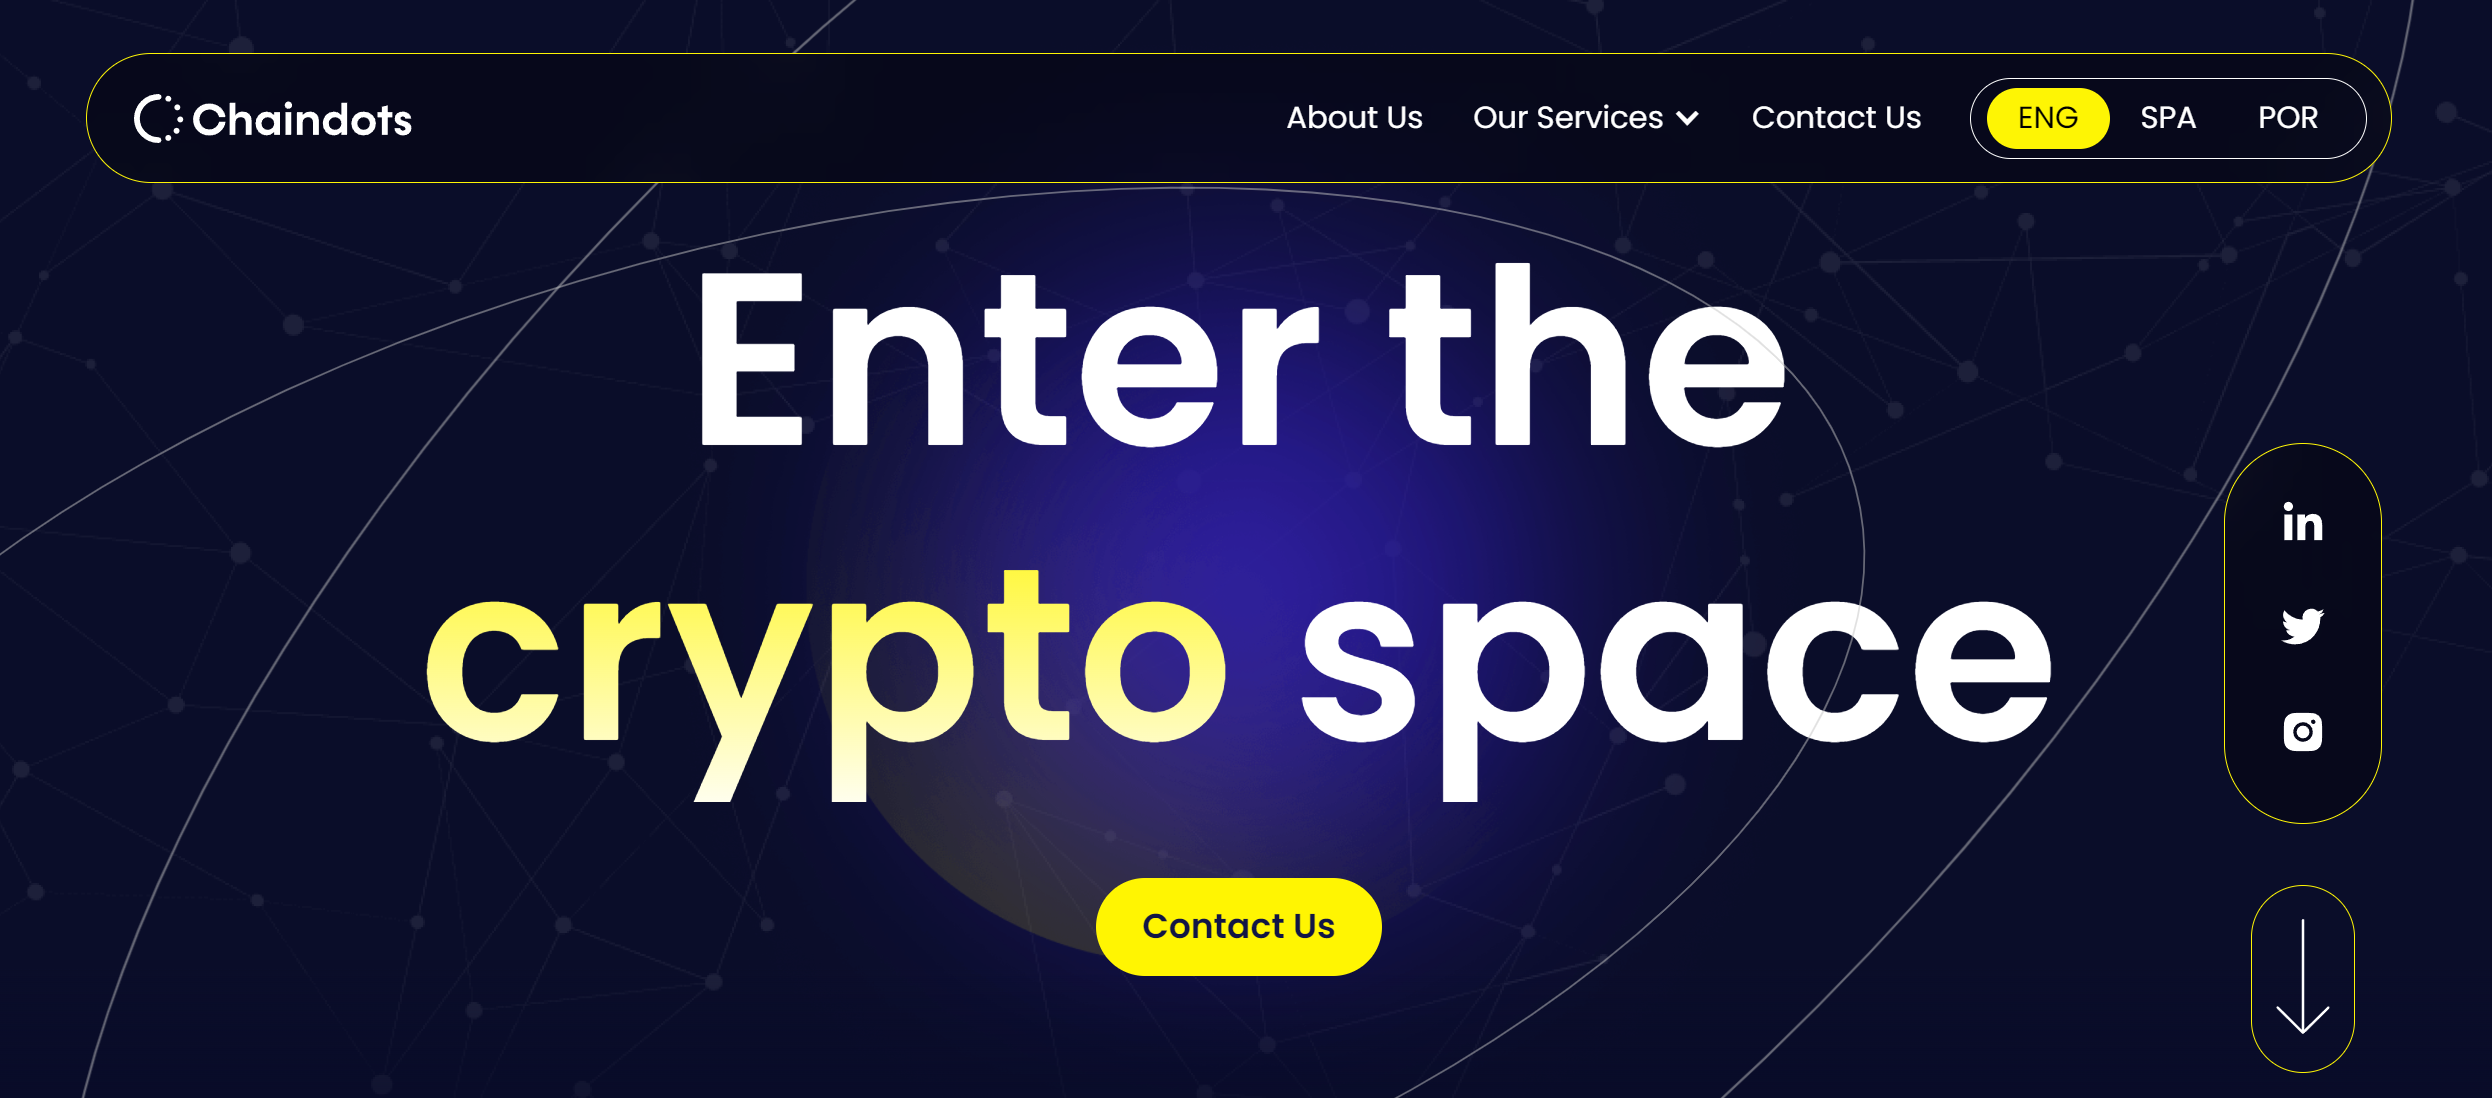 Chaindots
About Us
Our Services
Contact Us
ENG
SPA
POR
Enter the
crypto space
in
Contact Us